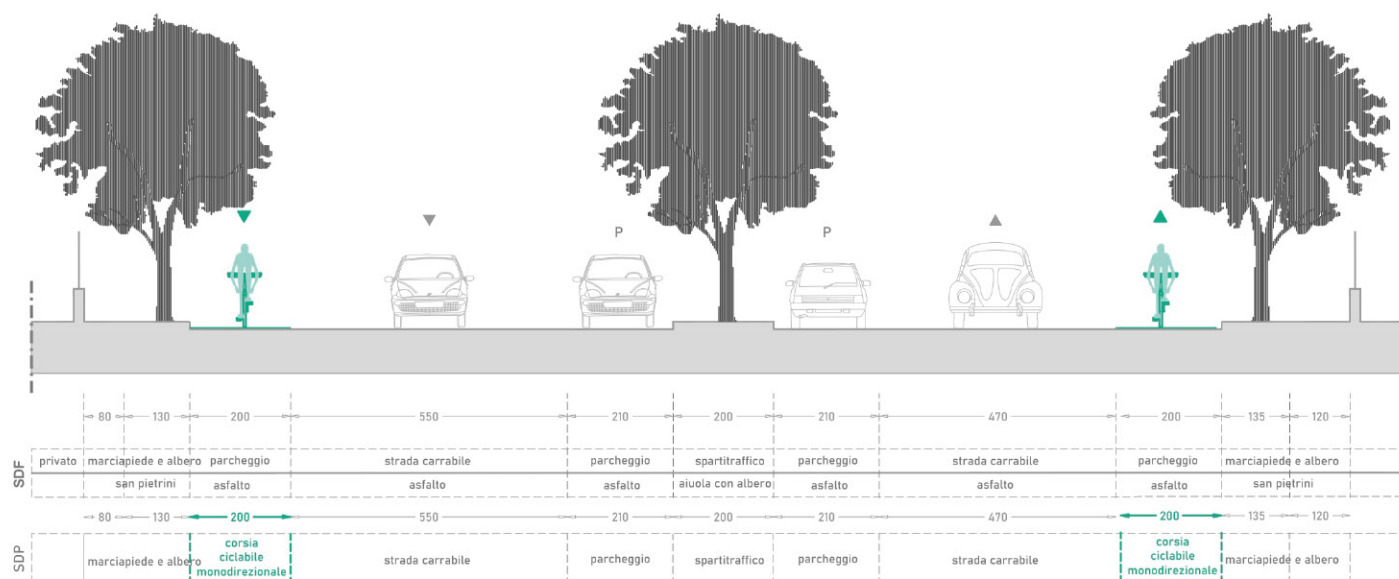 P P
80 130 200 550 210 200 210 470 200 135 120
SDF
privato marciapiede e albero parcheggio strada carrabile parcheggio spartitraffico parcheggio strada carrabile parcheggio marciapiede e albero
san pietrini asfalto asfalto asfalto aiuola con albero asfalto asfalto asfalto san pietrini
80 130 200 550 210 200 210 470 200 135 120
SDP
marciapiede e albero corsia ciclabile monodirezionale strada carrabile parcheggio spartitraffico parcheggio strada carrabile corsia ciclabile monodirezionale marciapiede e albero